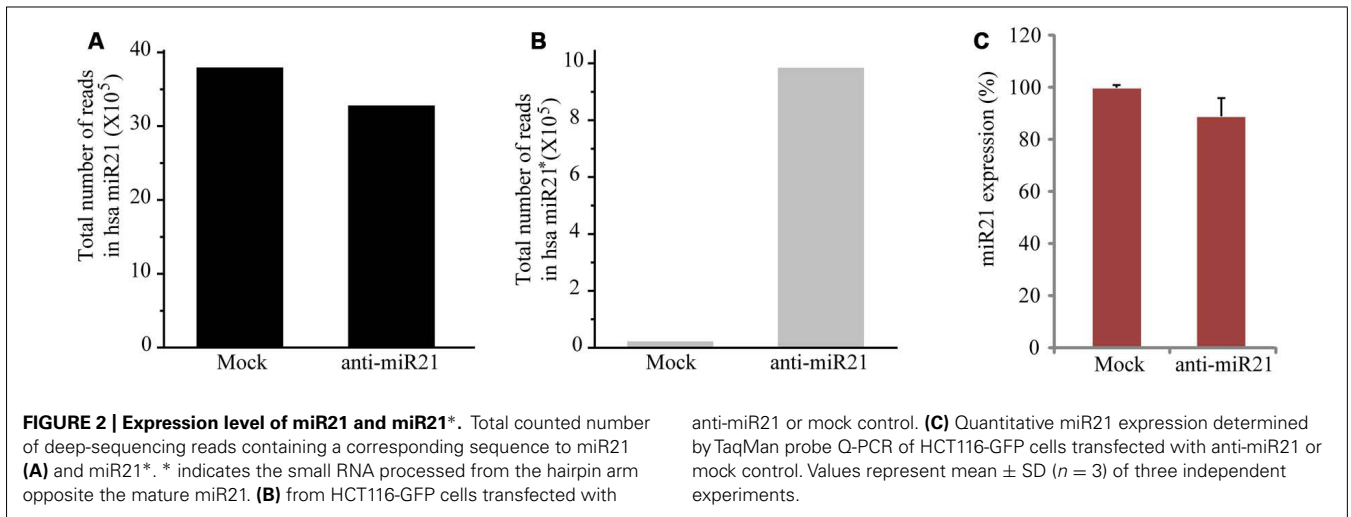 A
Total number of reads
in hsa miR21 (X10⁵)
40
30
20
10
0
Mock
anti-miR21
B
Total number of reads
in hsa miR21*(X10⁵)
10
8
6
4
2
0
Mock
anti-miR21
C
miR21 expression (%)
120
100
80
60
40
20
0
Mock
anti-miR21
FIGURE 2 | Expression level of miR21 and miR21*. Total counted number
of deep-sequencing reads containing a corresponding sequence to miR21
(A) and miR21*. * indicates the small RNA processed from the hairpin arm
opposite the mature miR21. (B) from HCT116-GFP cells transfected with
anti-miR21 or mock control. (C) Quantitative miR21 expression determined
by TaqMan probe Q-PCR of HCT116-GFP cells transfected with anti-miR21 or
mock control. Values represent mean ± SD (n = 3) of three independent
experiments.